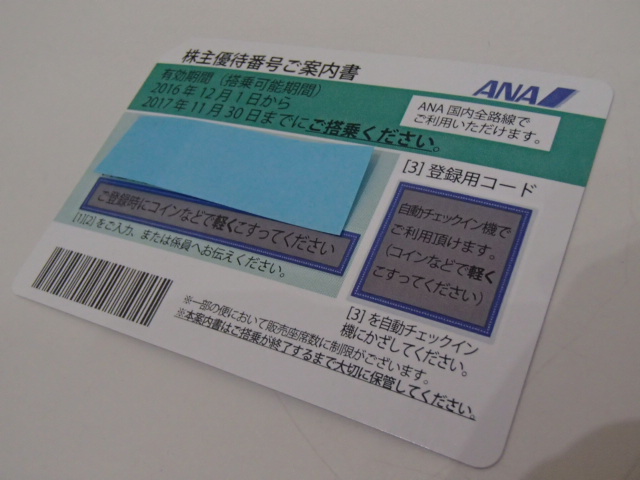 株主優待番号ご案内書
ANA
有効期間（搭乗可能期間）
2016年12月1日から
2017年11月30日までにご搭乗ください。
ANA国内全路線で
ご利用いただけます。
ご登録時にコインなどで軽くこすってください
[1][2]をご入力、または係員へお伝えください。
[3] 登録用コード
自動チェックイン機で
ご利用頂けます。
（コインなどで軽く
こすってください）
[3]を自動チェックイン
機にかざしてください。
※一部の便において販売座席数に制限がございます。
※本案内書はご搭乗が終了するまで大切に保管してください。